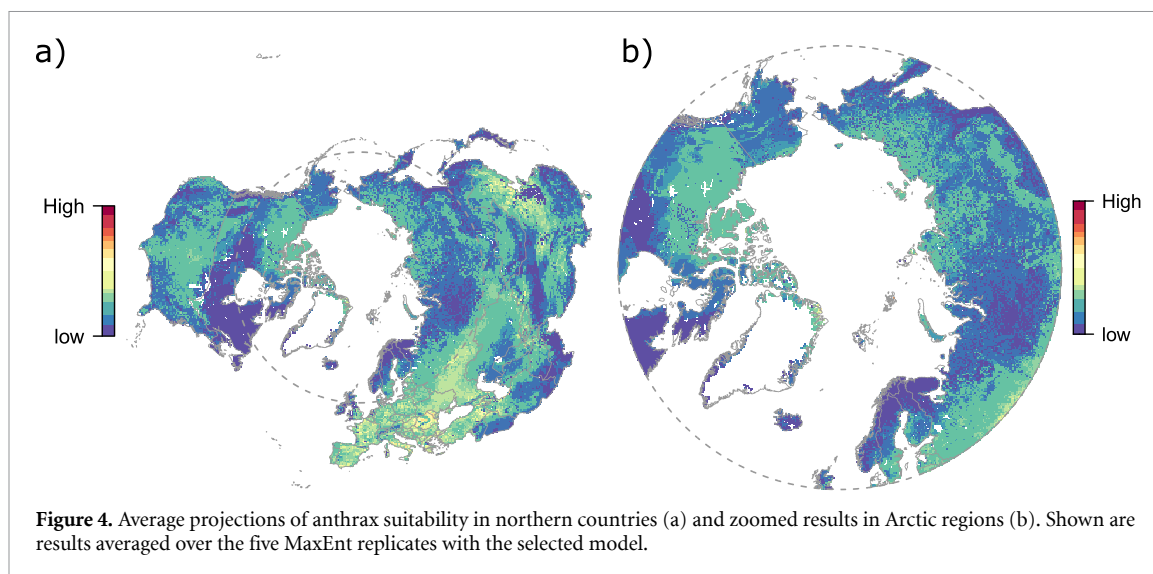 a)
b)
High
low
High
low
Figure 4. Average projections of anthrax suitability in northern countries (a) and zoomed results in Arctic regions (b). Shown are
results averaged over the five MaxEnt replicates with the selected model.